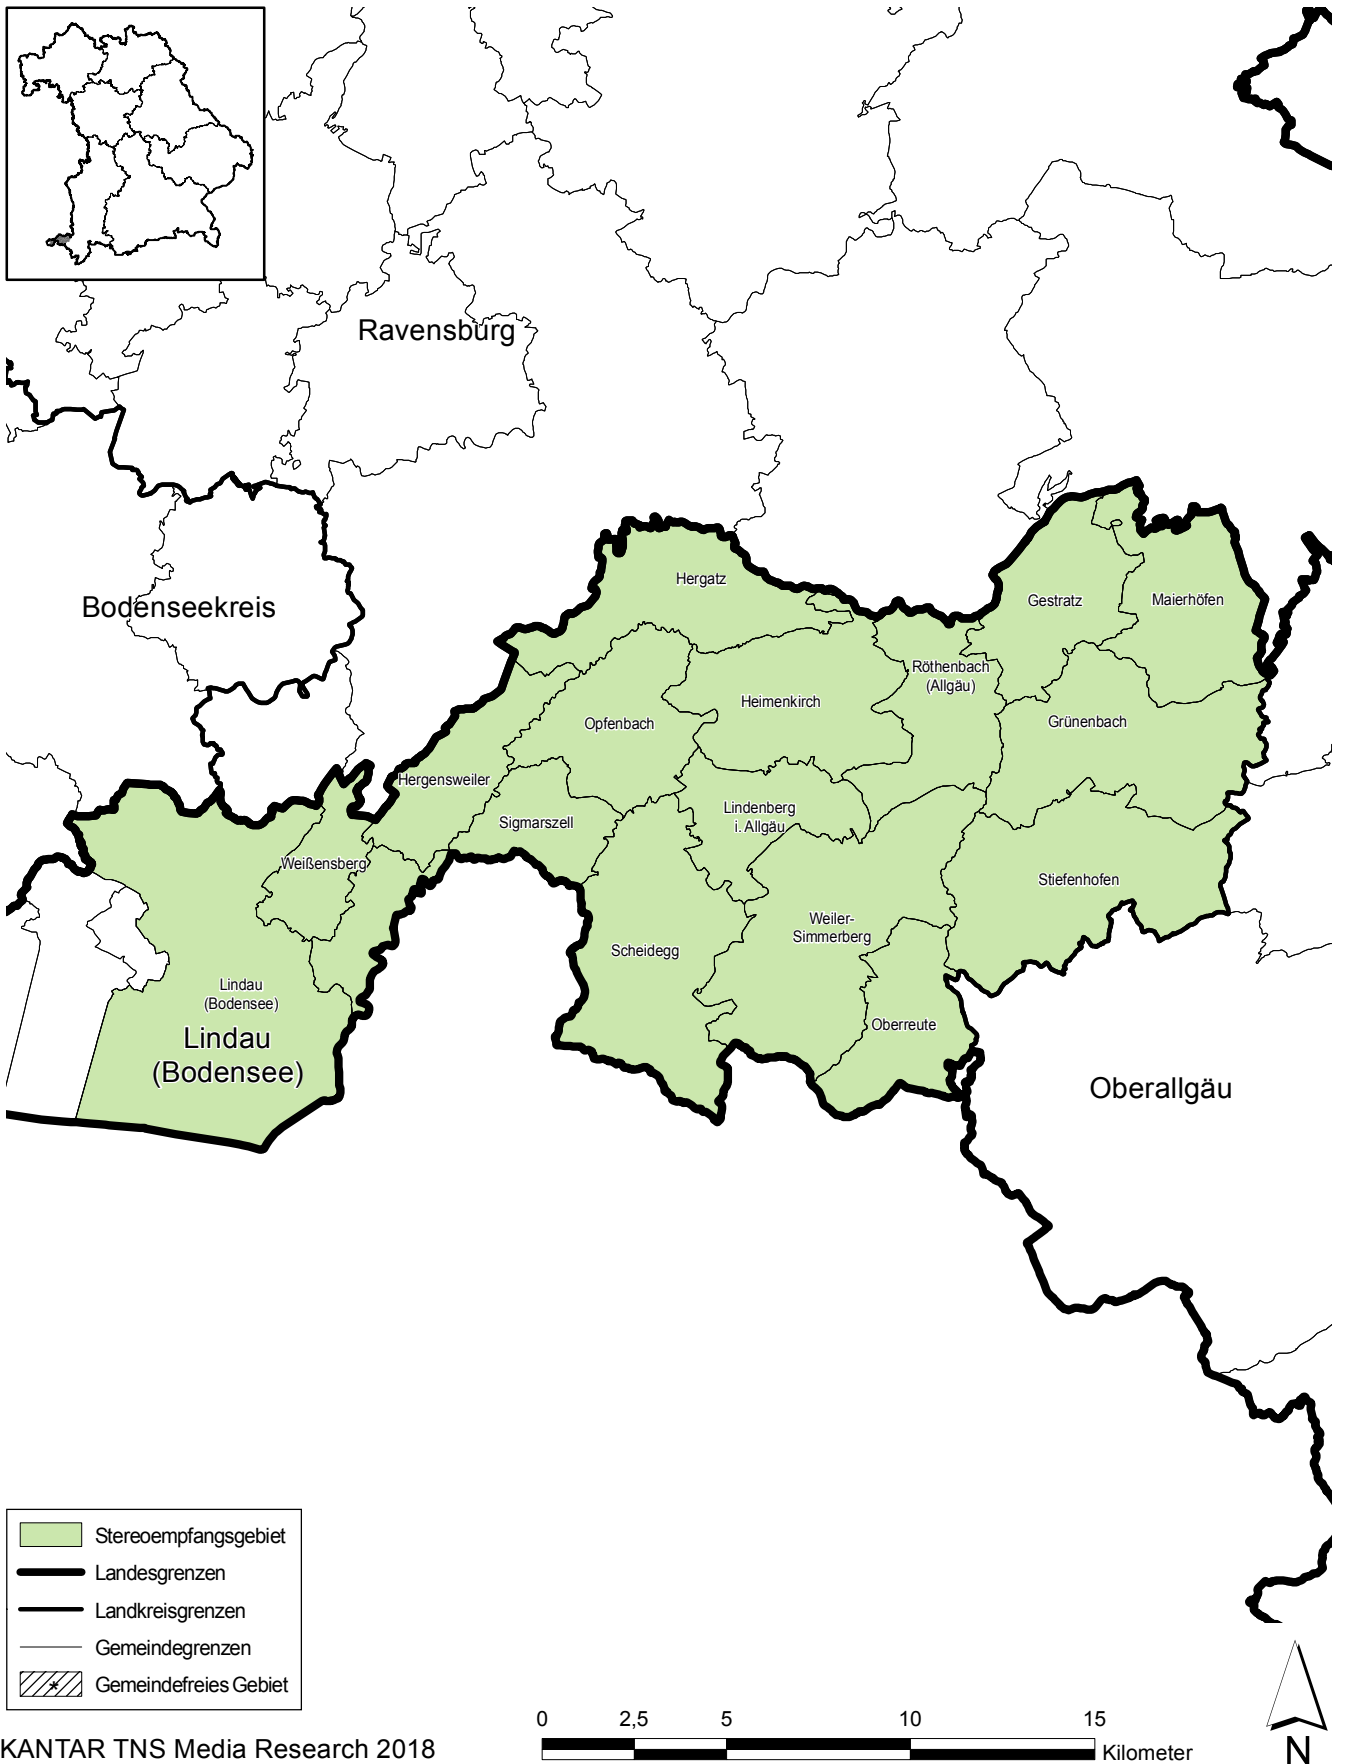 Ravensburg
Bodenseekreis
Hergatz
Gestratz
Maierhöfen
Röthenbach
(Allgäu)
Heimenkirch
Opfenbach
Grünenbach
Hergensweiler
Lindenberg
i. Allgäu
Sigmarszell
Weißensberg
Stiefenhofen
Weiler-
Simmerberg
Scheidegg
Lindau
(Bodensee)
Oberreute
Lindau
(Bodensee)
Oberallgäu
Stereoempfangsgebiet
Landesgrenzen
Landkreisgrenzen
Gemeindegrenzen
* Gemeindefreies Gebiet
0 2,5 5 10 15
Kilometer
N
KANTAR TNS Media Research 2018